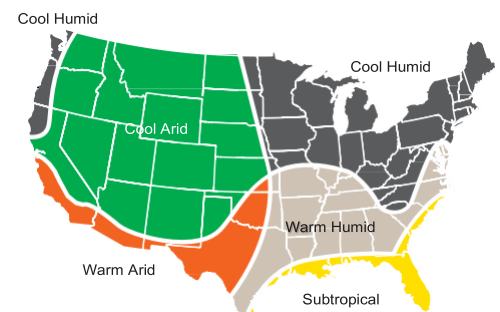 Cool Humid
Cool Humid
Cool Arid
Warm Humid
Warm Arid
Subtropical